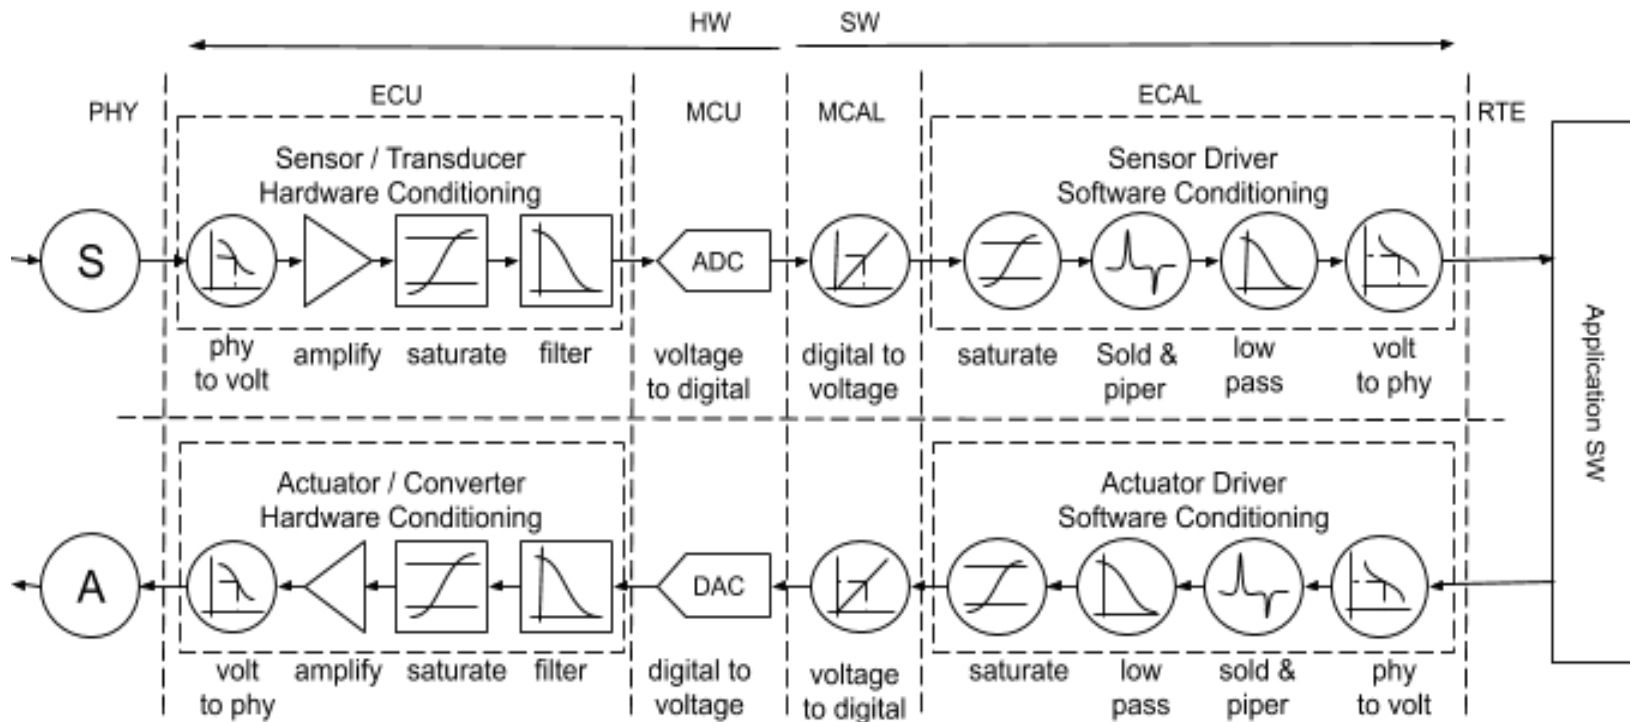 HW
SW
PHY
ECU
MCU
MCAL
ECAL
RTE
Sensor / Transducer
Hardware Conditioning
Sensor Driver
Software Conditioning
S
ADC
phy
to volt
amplify
saturate
filter
voltage
to digital
digital to
voltage
saturate
Sold &
piper
low
pass
volt
to phy
Application SW
Actuator / Converter
Hardware Conditioning
Actuator Driver
Software Conditioning
A
DAC
volt
to phy
amplify
saturate
filter
digital to
voltage
voltage
to digital
saturate
low
pass
sold &
piper
phy
to volt